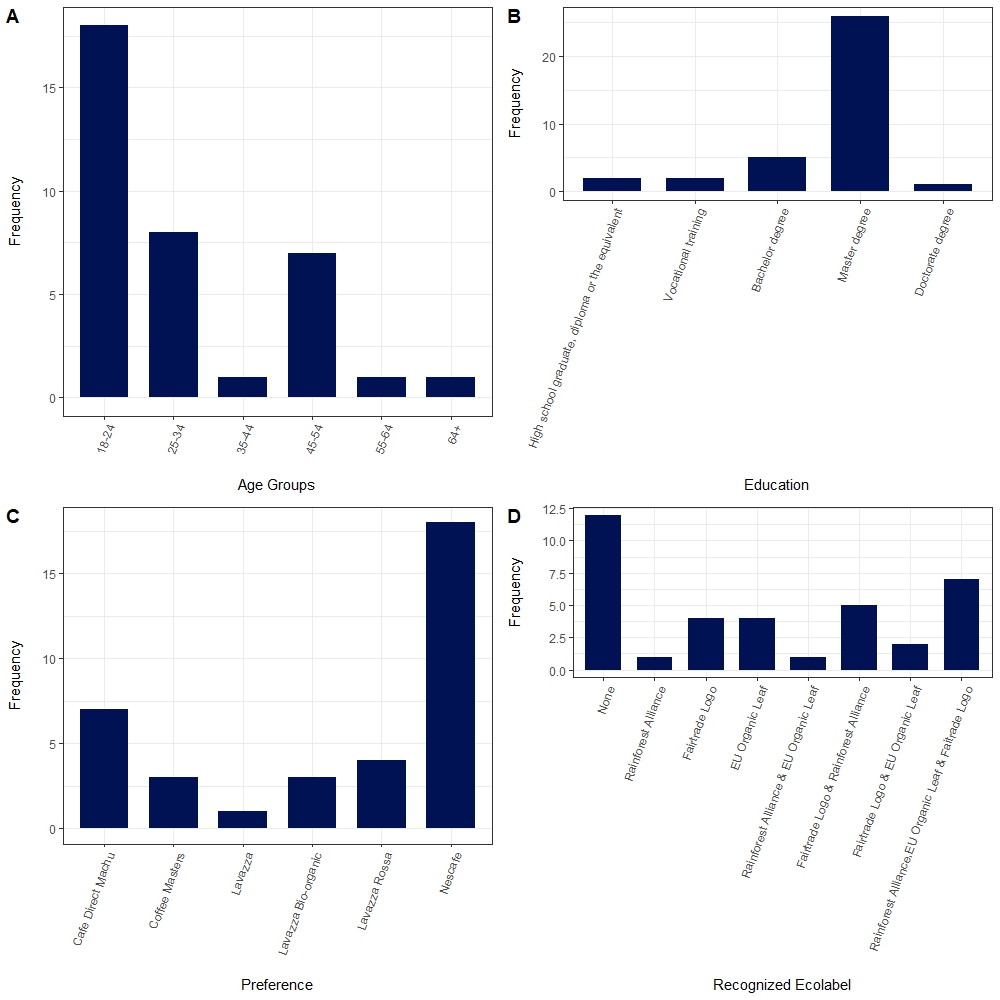 A
Frequency
15
10
5
0
18-24
25-34
35-44
45-54
55-64
64+
Age Groups
B
Frequency
20
10
0
High school graduate, diploma or the equivalent
Vocational training
Bachelor degree
Master degree
Doctorate degree
Education
C
Frequency
15
10
5
0
Cafe Direct Machu
Coffee Masters
Lavazza
Lavazza Bio-organic
Lavazza Rossa
Nescafe
Preference
D
Frequency
12.5
10.0
7.5
5.0
2.5
0.0
None
Rainforest Alliance
Fairtrade Logo
EU Organic Leaf
Rainforest Alliance & EU Organic Leaf
Fairtrade Logo & Rainforest Alliance
Fairtrade Logo & EU Organic Leaf
Rainforest Alliance,EU Organic Leaf & Faitrade Logo
Recognized Ecolabel